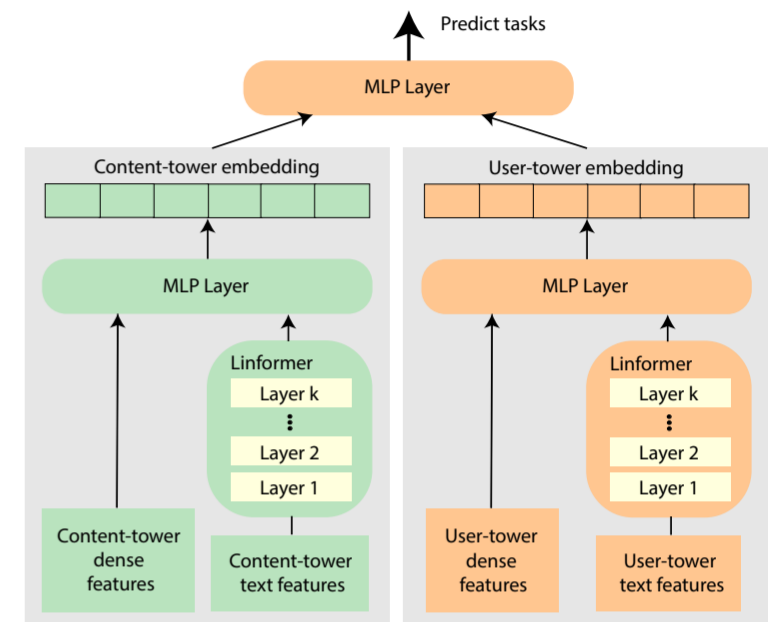 Predict tasks
MLP Layer
Content-tower embedding
MLP Layer
Linformer
Layer k
Layer 2
Layer 1
Content-tower
dense
features
Content-tower
text features
User-tower embedding
MLP Layer
Linformer
Layer k
Layer 2
Layer 1
User-tower
dense
features
User-tower
text features